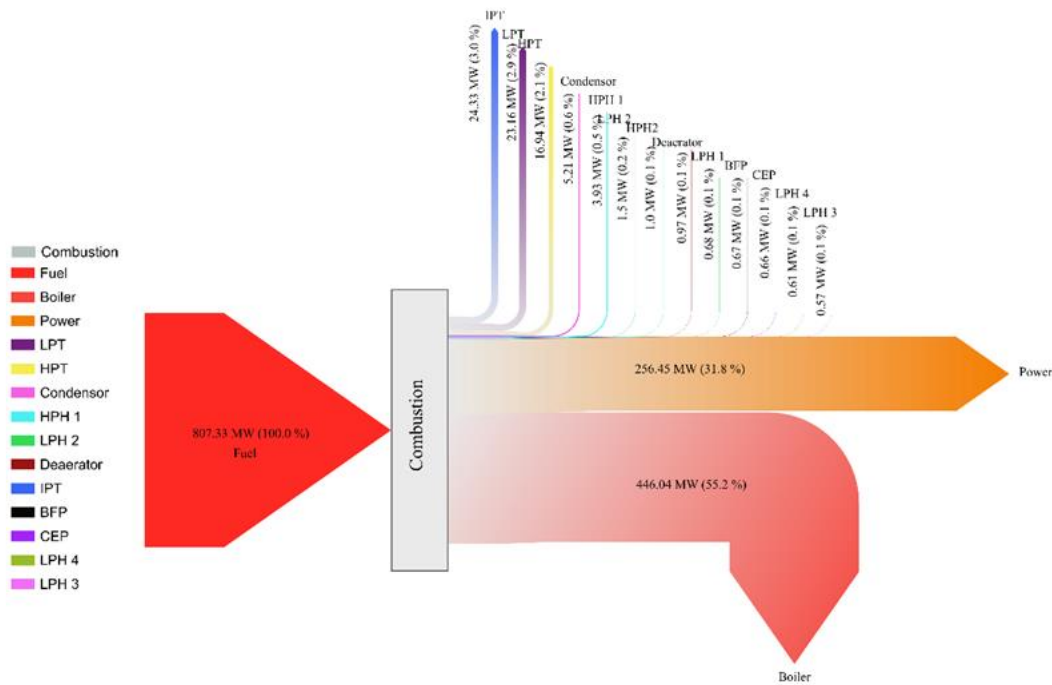 IPT
24.33 MW (3.0 %)
LPT
23.16 MW (2.9 %)
HPT
16.94 MW (2.1 %)
Condensor
5.21 MW (0.6 %)
HPH 1
3.93 MW (0.5 %)
LPH 2
1.5 MW (0.2 %)
HPH2
1.0 MW (0.1 %)
Deaerator
0.97 MW (0.1 %)
LPH 1
0.68 MW (0.1 %)
BFP
0.67 MW (0.1 %)
CEP
0.66 MW (0.1 %)
LPH 4
0.61 MW (0.1 %)
LPH 3
0.57 MW (0.1 %)
Combustion
Fuel
Boiler
Power
LPT
HPT
Condensor
HPH 1
LPH 2
Deaerator
IPT
BFP
CEP
LPH 4
LPH 3
807.33 MW (100.0 %)
Fuel
Combustion
256.45 MW (31.8 %)
Power
446.04 MW (55.2 %)
Boiler